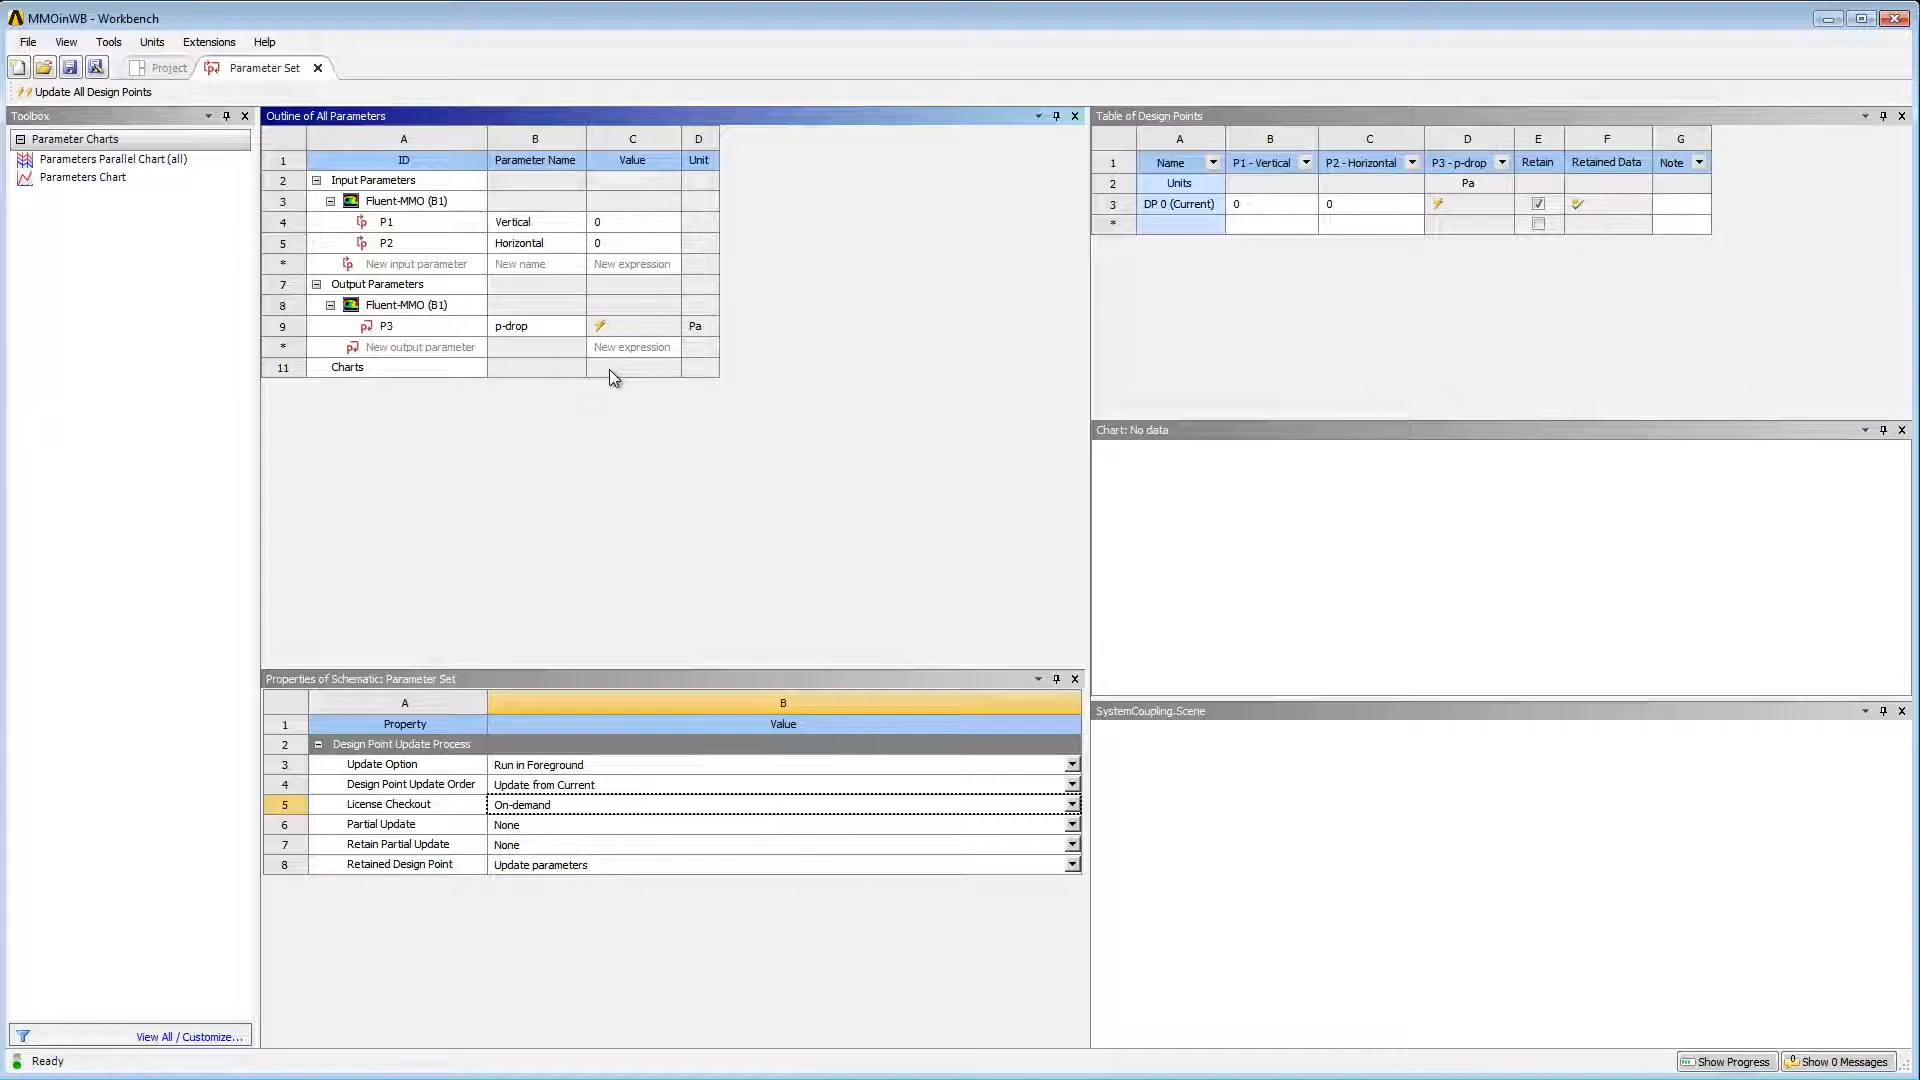 MMOinWB - Workbench
File View Tools Units Extensions Help
Project Parameter Set
Update All Design Points
Toolbox
Parameter Charts
Parameters Parallel Chart (all)
Parameters Chart
View All / Customize...
Outline of All Parameters
A B C D
1 ID Parameter Name Value Unit
2 Input Parameters
3 Fluent-MMO (B1)
4 P1 Vertical 0
5 P2 Horizontal 0
* New input parameter New name New expression
7 Output Parameters
8 Fluent-MMO (B1)
9 P3 p-drop Pa
* New output parameter New expression
11 Charts
Properties of Schematic: Parameter Set
A B
1 Property Value
2 Design Point Update Process
3 Update Option Run in Foreground
4 Design Point Update Order Update from Current
5 License Checkout On-demand
6 Partial Update None
7 Retain Partial Update None
8 Retained Design Point Update parameters
Table of Design Points
A B C D E F G
1 Name P1 - Vertical P2 - Horizontal P3 - p-drop Retain Retained Data Note
2 Units Pa
3 DP 0 (Current) 0 0
*
Chart: No data
SystemCoupling.Scene
Ready
Show Progress Show 0 Messages